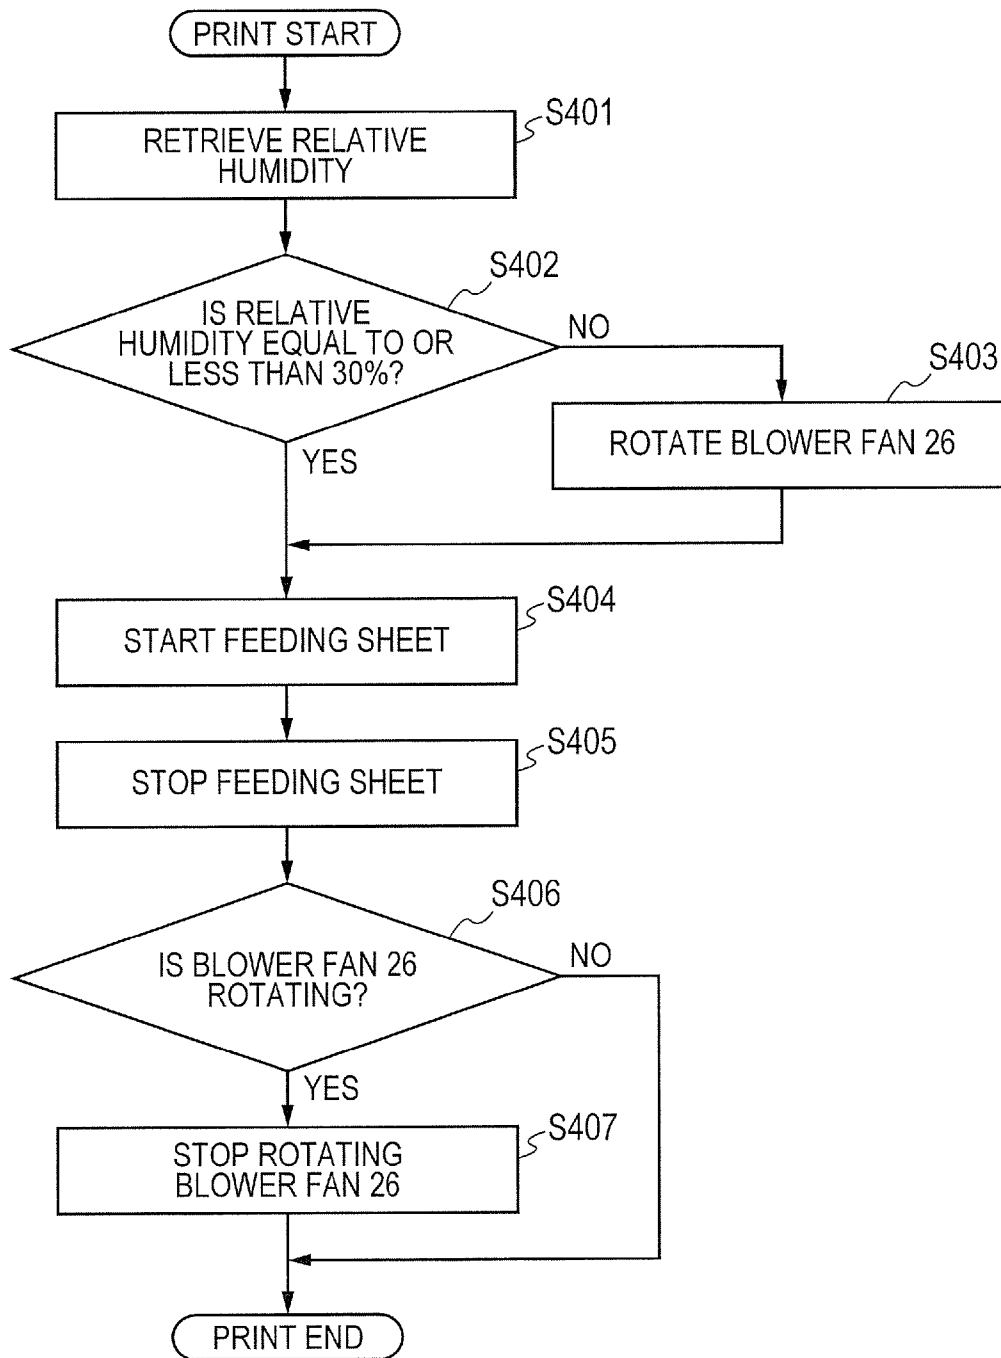 PRINT START
S401
RETRIEVE RELATIVE
HUMIDITY
S402
IS RELATIVE
HUMIDITY EQUAL TO OR
LESS THAN 30%?
NO
S403
ROTATE BLOWER FAN 26
YES
S404
START FEEDING SHEET
S405
STOP FEEDING SHEET
S406
IS BLOWER FAN 26
ROTATING?
NO
YES
S407
STOP ROTATING
BLOWER FAN 26
PRINT END